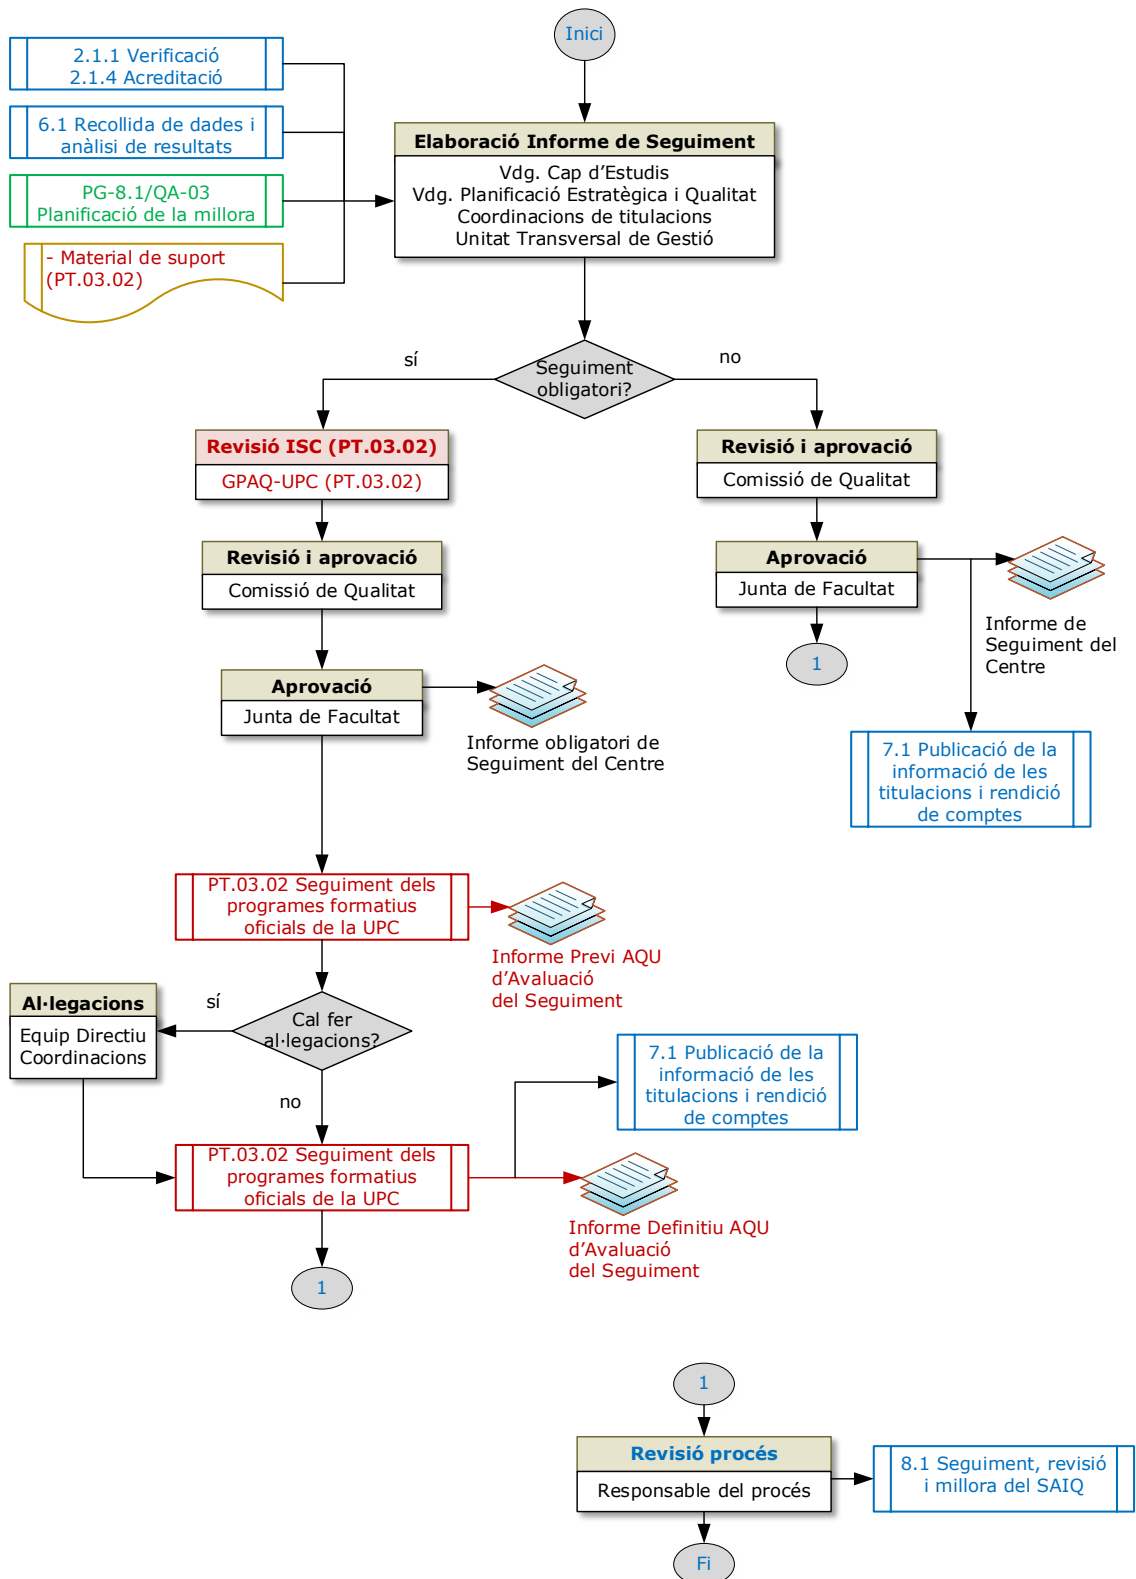 Inici
2.1.1 Verificació
2.1.4 Acreditació
6.1 Recollida de dades i
anàlisi de resultats
PG-8.1/QA-03
Planificació de la millora
- Material de suport
(PT.03.02)
Elaboració Informe de Seguiment
Vdg. Cap d’Estudis
Vdg. Planificació Estratègica i Qualitat
Coordinacions de titulacions
Unitat Transversal de Gestió
Seguiment
obligatori?
sí
no
Revisió ISC (PT.03.02)
GPAQ-UPC (PT.03.02)
Revisió i aprovació
Comissió de Qualitat
Revisió i aprovació
Comissió de Qualitat
Aprovació
Junta de Facultat
Informe de
Seguiment del
Centre
1
7.1 Publicació de la
informació de les
titulacions i rendició
de comptes
Aprovació
Junta de Facultat
Informe obligatori de
Seguiment del Centre
PT.03.02 Seguiment dels
programes formatius
oficials de la UPC
Informe Previ AQU
d’Avaluació
del Seguiment
Cal fer
al·legacions?
sí
Al·legacions
Equip Directiu
Coordinacions
no
7.1 Publicació de la
informació de les
titulacions i rendició
de comptes
PT.03.02 Seguiment dels
programes formatius
oficials de la UPC
Informe Definitiu AQU
d’Avaluació
del Seguiment
1
1
Revisió procés
Responsable del procés
8.1 Seguiment, revisió
i millora del SAIQ
Fi